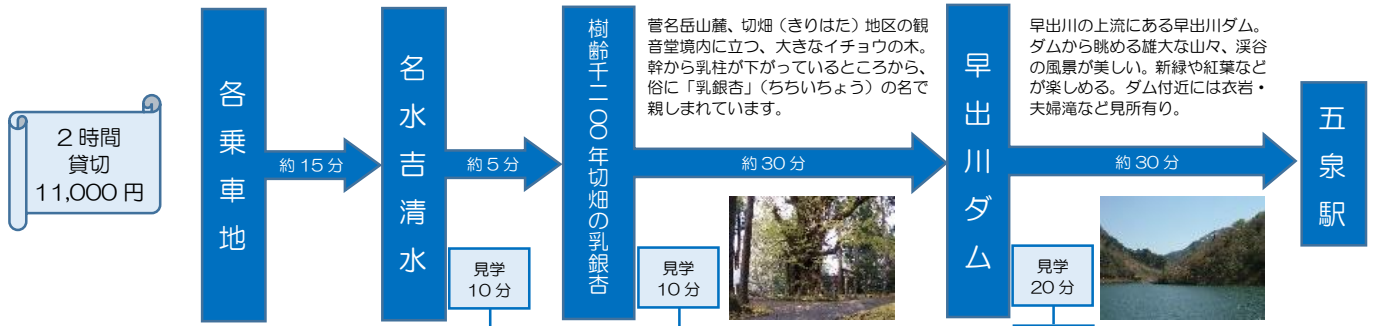 2時間
貸切
11,000円
各乗車地
約15分
名水吉清水
見学
10分
約5分
樹齢千二〇〇年切畑の乳銀杏
見学
10分
菅名岳山麓、切畑（きりはた）地区の観
音堂境内に立つ、大きなイチョウの木。
幹から乳柱が下がっているところから、
俗に「乳銀杏」（ちちいちょう）の名で
親しまれています。
約30分
早出川ダム
見学
20分
早出川の上流にある早出川ダム。
ダムから眺める雄大な山々、渓谷
の風景が美しい。新緑や紅葉など
が楽しめる。ダム付近には衣岩・
夫婦滝など見所有り。
約30分
五泉駅